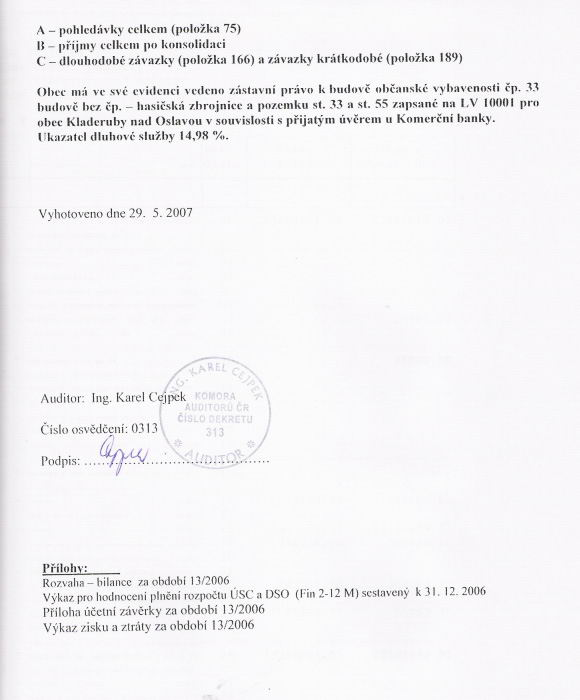 A – pohledávky celkem (položka 75)
B – příjmy celkem po konsolidaci
C – dlouhodobé závazky (položka 166) a závazky krátkodobé (položka 189)
Obec má ve své evidenci vedeno zástavní právo k budově občanské vybavenosti čp. 33
budově bez čp. – hasičská zbrojnice a pozemku st. 33 a st. 55 zapsané na LV 10001 pro
obec Kladeruby nad Oslavou v souvislosti s přijatým úvěrem u Komerční banky.
Ukazatel dluhové služby 14,98 %.
Vyhotoveno dne 29. 5. 2007
ING. KAREL CEJPEK
KOMORA
AUDITORŮ ČR
ČÍSLO DEKRETU
313
AUDITOR
Auditor: Ing. Karel Cejpek
Číslo osvědčení: 0313
Podpis: ..........................................
Přílohy:
Rozvaha – bilance za období 13/2006
Výkaz pro hodnocení plnění rozpočtu ÚSC a DSO (Fin 2-12 M) sestavený k 31. 12. 2006
Příloha účetní závěrky za období 13/2006
Výkaz zisku a ztráty za období 13/2006